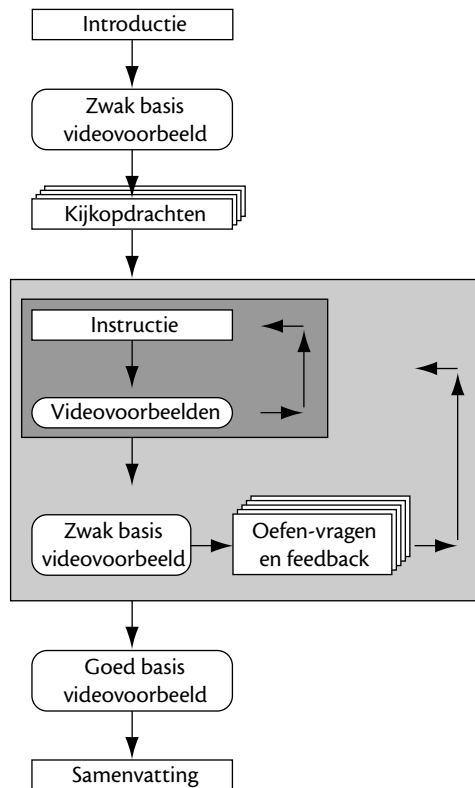 Introductie
Zwak basis
videovoorbeeld
Kijkopdrachten
Instructie
Videovoorbeelden
Zwak basis
videovoorbeeld
Oefen-vragen
en feedback
Goed basis
videovoorbeeld
Samenvatting